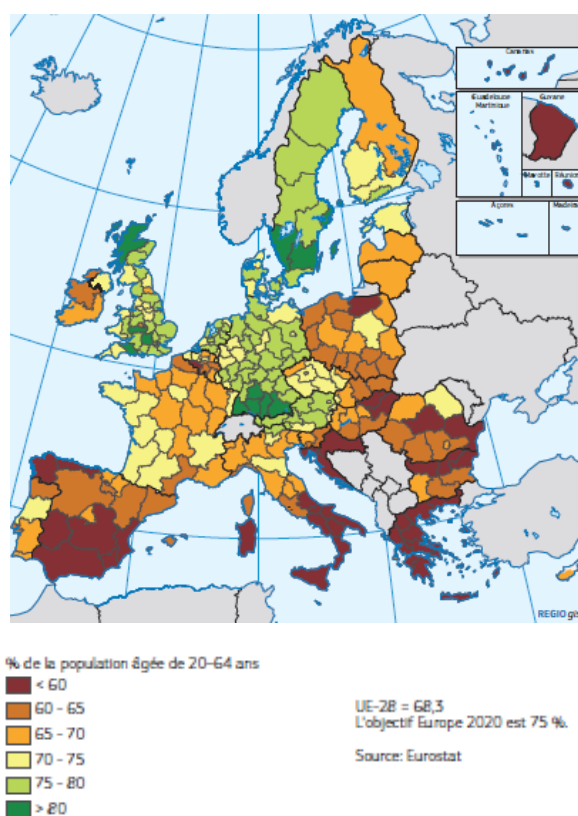 Canarias
Guadeloupe
Martinique
Guyane
Mayotte
Réunion
Açores
Madeira
REGIOgis
% de la population âgée de 20-64 ans
< 60
60 - 65
65 - 70
70 - 75
75 - 80
> 80
UE-28 = 68,3
L'objectif Europe 2020 est 75 %.
Source: Eurostat